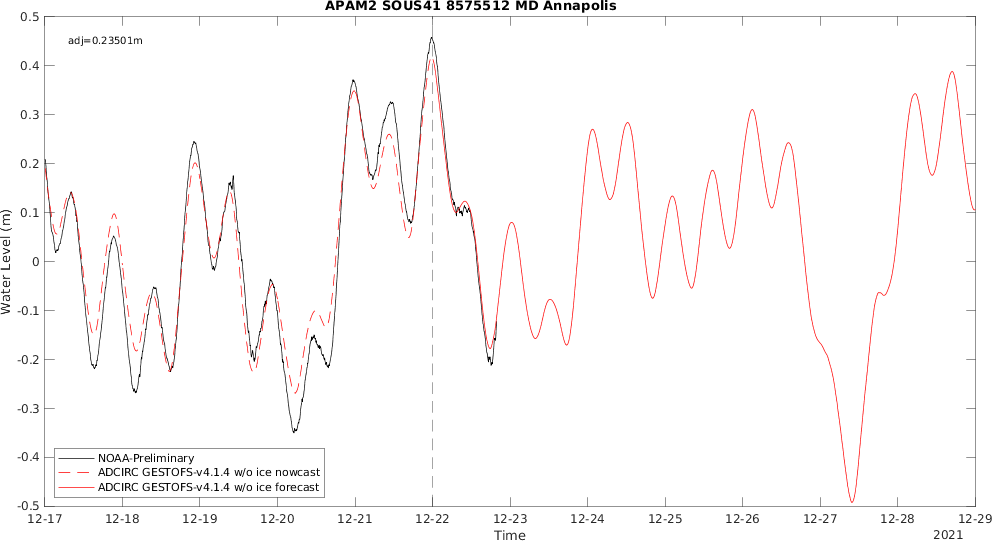 APAM2 SOUS41 8575512 MD Annapolis
adj=0.23501m
0.5
0.4
0.3
0.2
0.1
0
-0.1
-0.2
-0.3
-0.4
-0.5
Water Level (m)
NOAA-Preliminary
ADCIRC GESTOFS-v4.1.4 w/o ice nowcast
ADCIRC GESTOFS-v4.1.4 w/o ice forecast
12-17 12-18 12-19 12-20 12-21 12-22 12-23 12-24 12-25 12-26 12-27 12-28 12-29
Time
2021